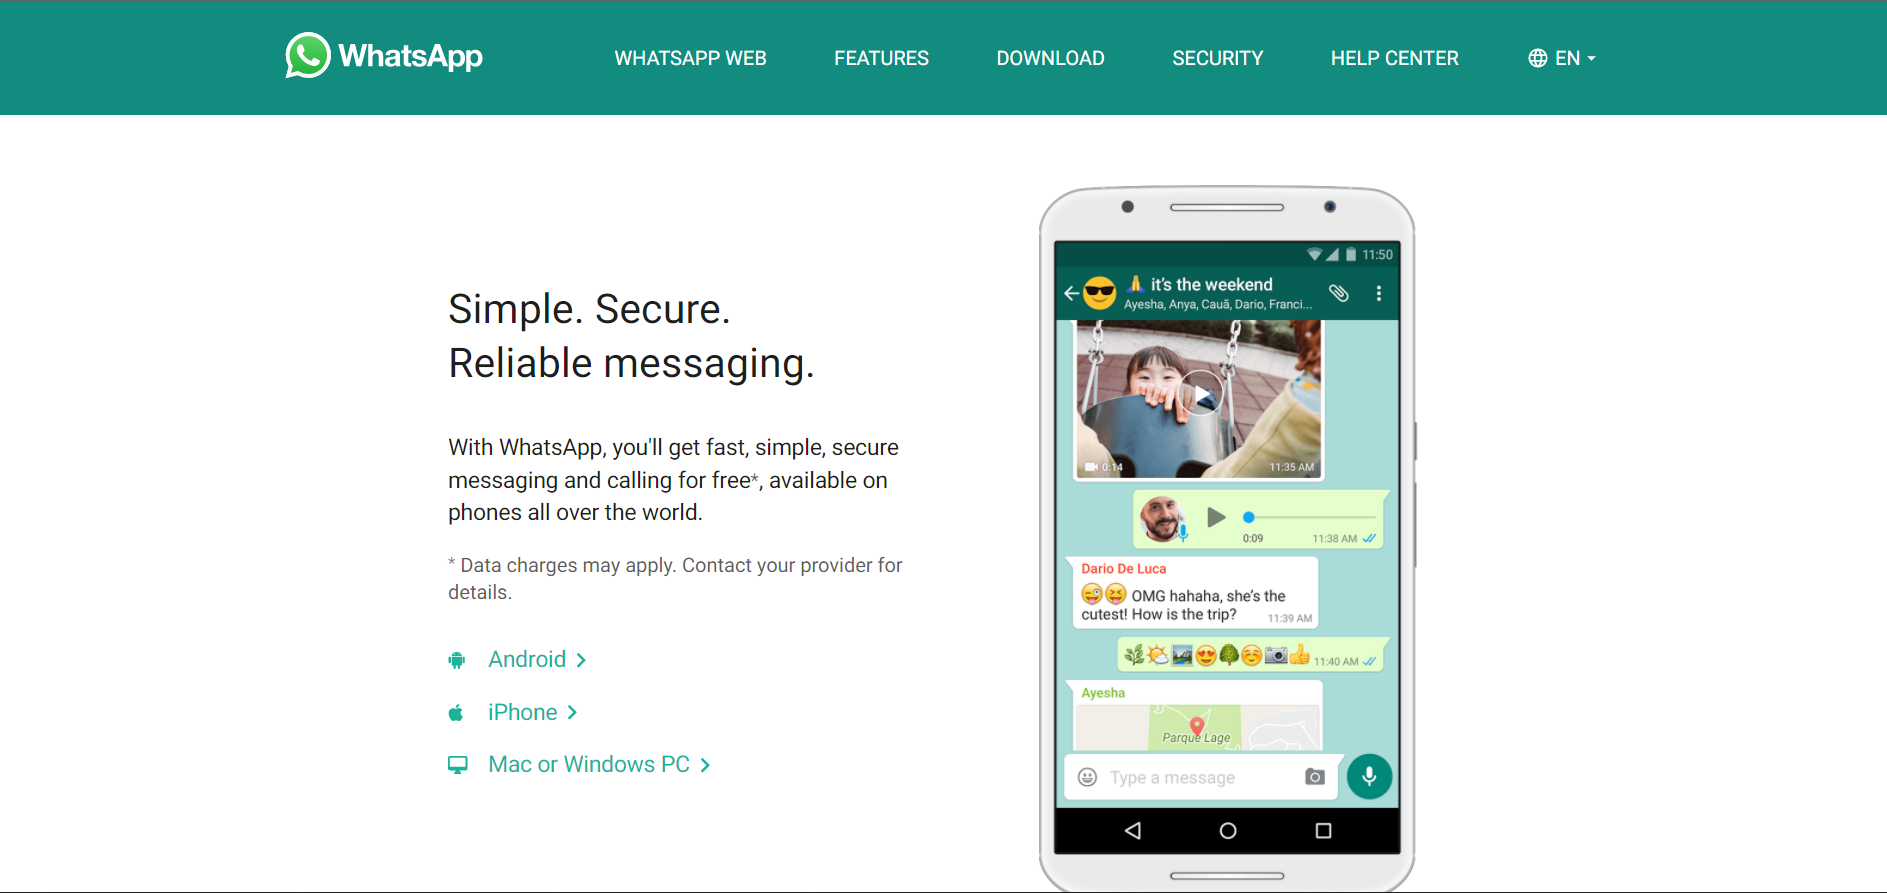 WhatsApp
WHATSAPP WEB
FEATURES
DOWNLOAD
SECURITY
HELP CENTER
EN
Simple. Secure.
Reliable messaging.
With WhatsApp, you'll get fast, simple, secure
messaging and calling for free*, available on
phones all over the world.
* Data charges may apply. Contact your provider for
details.
Android
iPhone
Mac or Windows PC
11:50
🙏 it's the weekend
Ayesha, Anya, Cauã, Dario, Franci...
0:14
11:35 AM
0:09
11:38 AM
Dario De Luca
😜😝 OMG hahaha, she's the
cutest! How is the trip?
11:39 AM
🌿🌤🏞😍🌳☺📷👍 11:40 AM
Ayesha
Parque Lage
Type a message